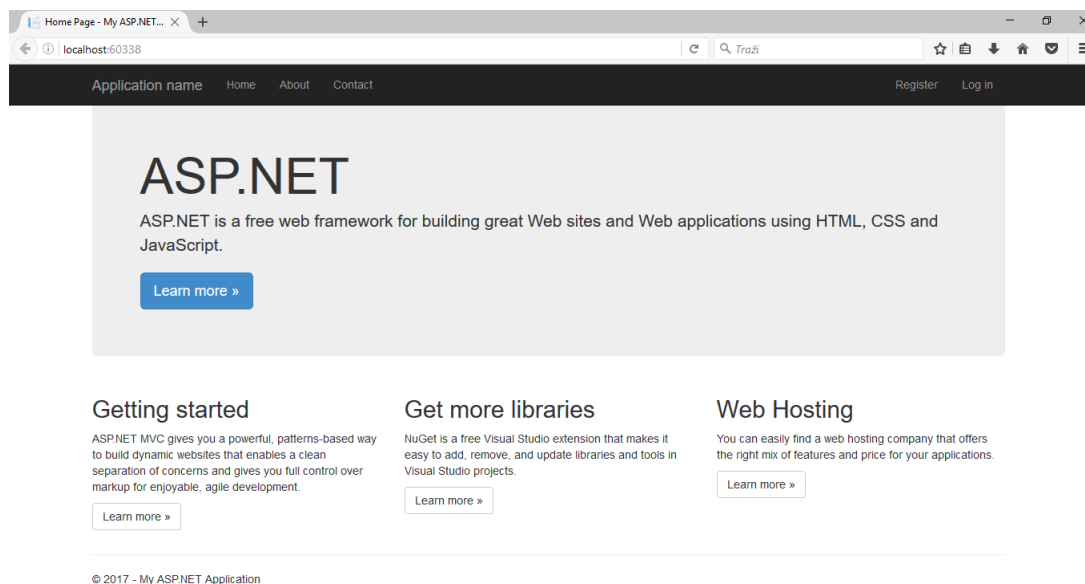 Home Page - My ASP.NET...
localhost:60338
Traži
Application name Home About Contact Register Log in
ASP.NET
ASP.NET is a free web framework for building great Web sites and Web applications using HTML, CSS and
JavaScript.
Learn more »
Getting started
ASP.NET MVC gives you a powerful, patterns-based way
to build dynamic websites that enables a clean
separation of concerns and gives you full control over
markup for enjoyable, agile development.
Learn more »
Get more libraries
NuGet is a free Visual Studio extension that makes it
easy to add, remove, and update libraries and tools in
Visual Studio projects.
Learn more »
Web Hosting
You can easily find a web hosting company that offers
the right mix of features and price for your applications.
Learn more »
© 2017 - My ASP.NET Application